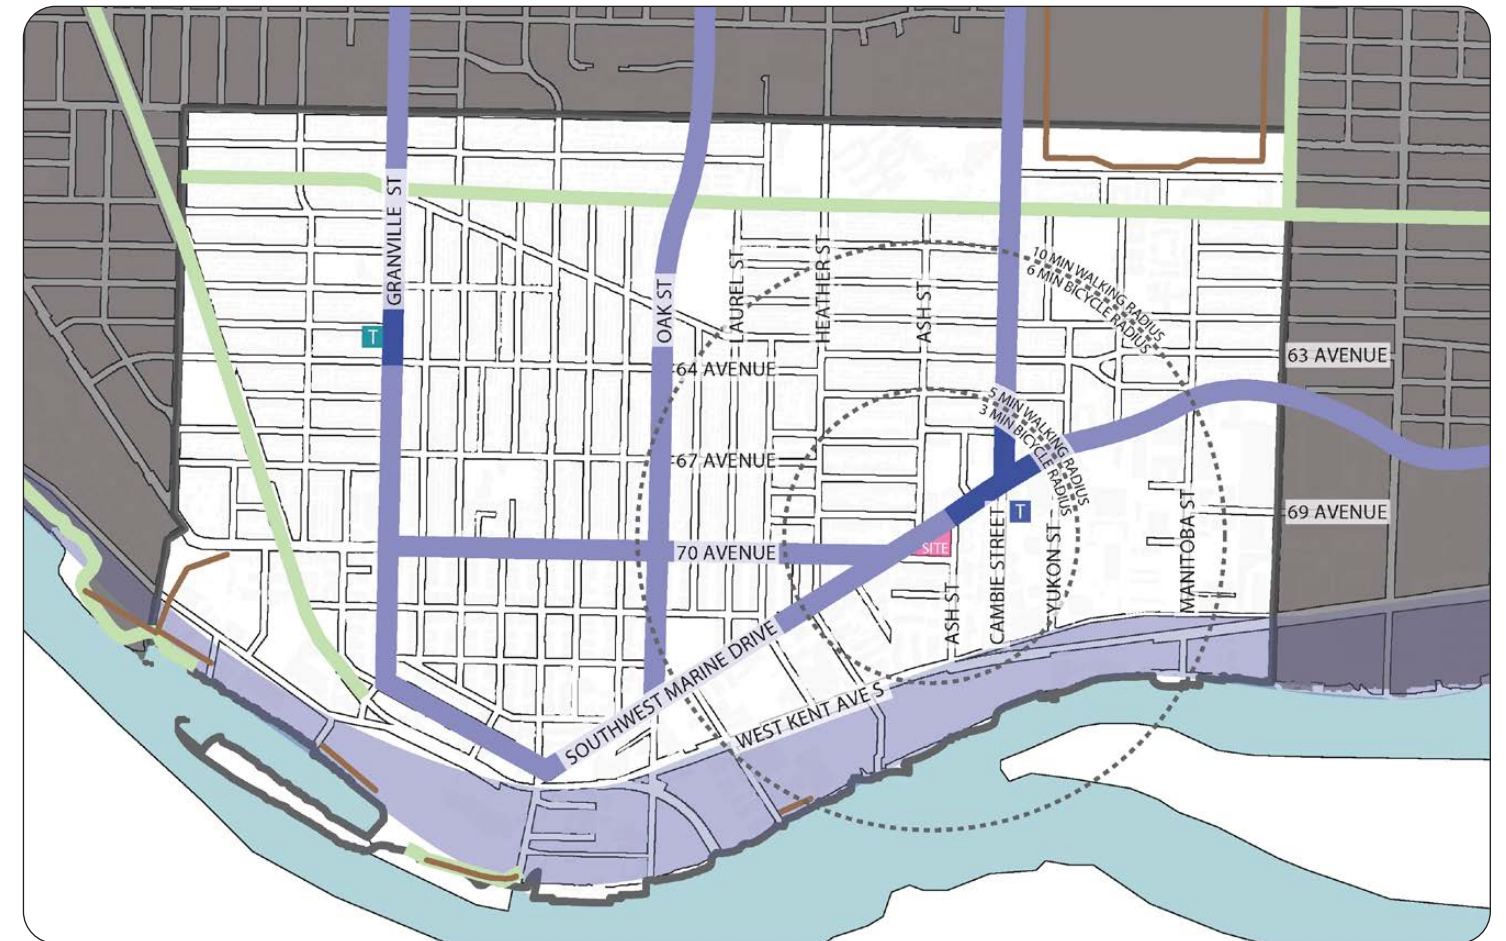 GRANVILLE ST
T
OAK ST
LAUREL ST
HEATHER ST
ASH ST
10 MIN WALKING RADIUS
6 MIN BICYCLE RADIUS
63 AVENUE
64 AVENUE
5 MIN WALKING RADIUS
3 MIN BICYCLE RADIUS
67 AVENUE
T
69 AVENUE
70 AVENUE
SITE
ASH ST
CAMBIE STREET
YUKON ST
MANITOBA ST
SOUTHWEST MARINE DRIVE
WEST KENT AVE S